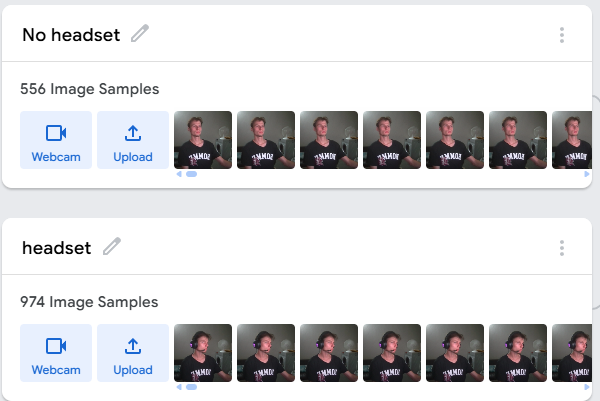 No headset
556 Image Samples
Webcam
Upload
headset
974 Image Samples
Webcam
Upload